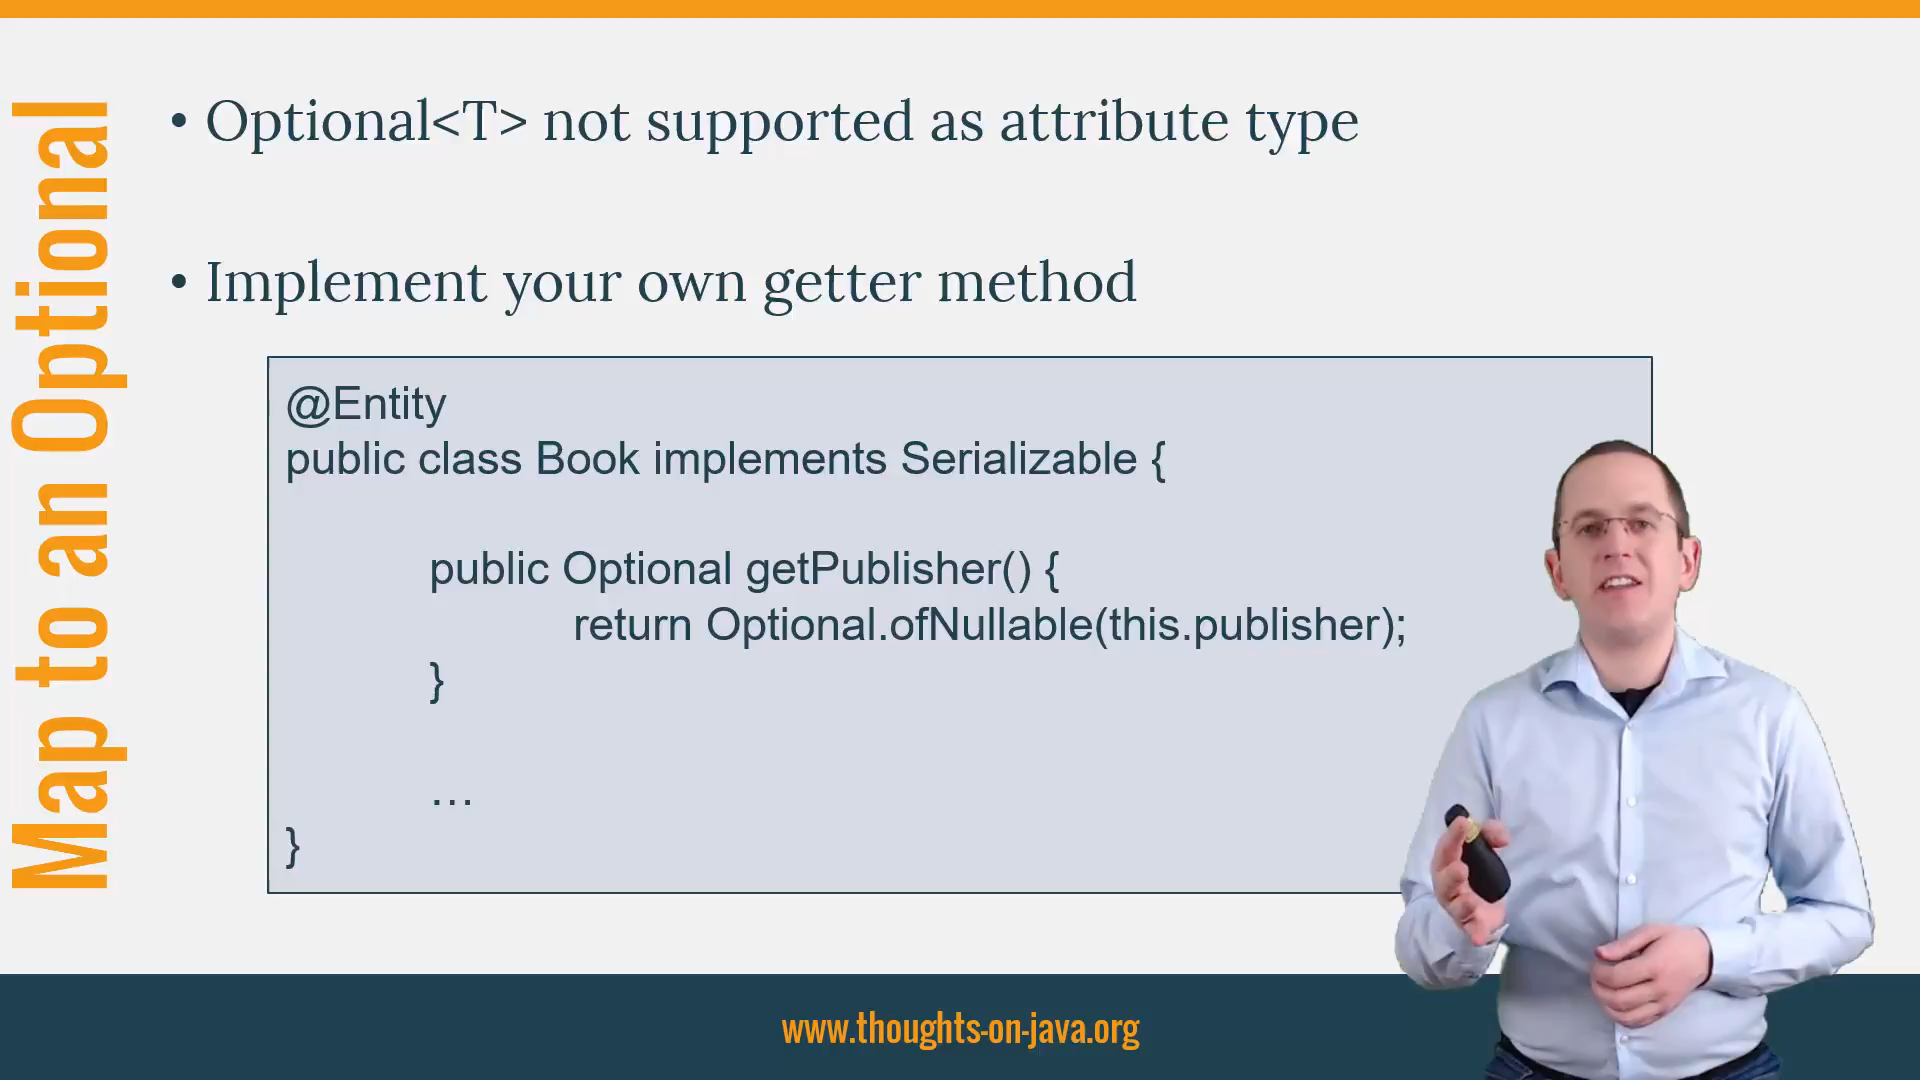 Map to an Optional
• Optional<T> not supported as attribute type
• Implement your own getter method
@Entity
public class Book implements Serializable {
public Optional getPublisher() {
return Optional.ofNullable(this.publisher);
}
…
}
www.thoughts-on-java.org